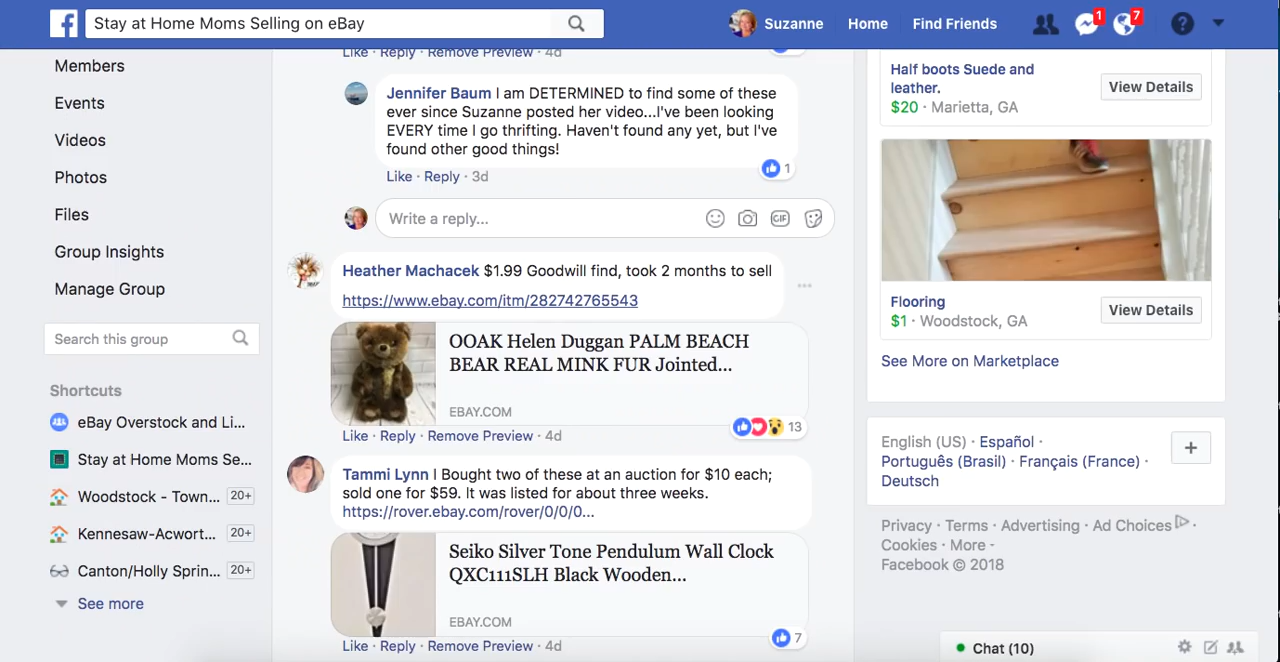 Stay at Home Moms Selling on eBay
Suzanne
Home
Find Friends
1
7
Members
Events
Videos
Photos
Files
Group Insights
Manage Group
Search this group
Shortcuts
eBay Overstock and Li...
Stay at Home Moms Se...
Woodstock - Town... 20+
Kennesaw-Acwort... 20+
Canton/Holly Sprin... 20+
See more
Like · Reply · Remove Preview · 4d
Jennifer Baum I am DETERMINED to find some of these
ever since Suzanne posted her video...I've been looking
EVERY time I go thrifting. Haven't found any yet, but I've
found other good things!
1
Like · Reply · 3d
Write a reply...
GIF
Heather Machacek $1.99 Goodwill find, took 2 months to sell
https://www.ebay.com/itm/282742765543
OOAK Helen Duggan PALM BEACH
BEAR REAL MINK FUR Jointed...
EBAY.COM
13
Like · Reply · Remove Preview · 4d
Tammi Lynn I Bought two of these at an auction for $10 each;
sold one for $59. It was listed for about three weeks.
https://rover.ebay.com/rover/0/0/0...
Seiko Silver Tone Pendulum Wall Clock
QXC111SLH Black Wooden...
EBAY.COM
7
Like · Reply · Remove Preview · 4d
Half boots Suede and
leather.
$20 · Marietta, GA
View Details
Flooring
$1 · Woodstock, GA
View Details
See More on Marketplace
English (US) · Español ·
Português (Brasil) · Français (France) ·
Deutsch
Privacy · Terms · Advertising · Ad Choices ·
Cookies · More ·
Facebook © 2018
Chat (10)